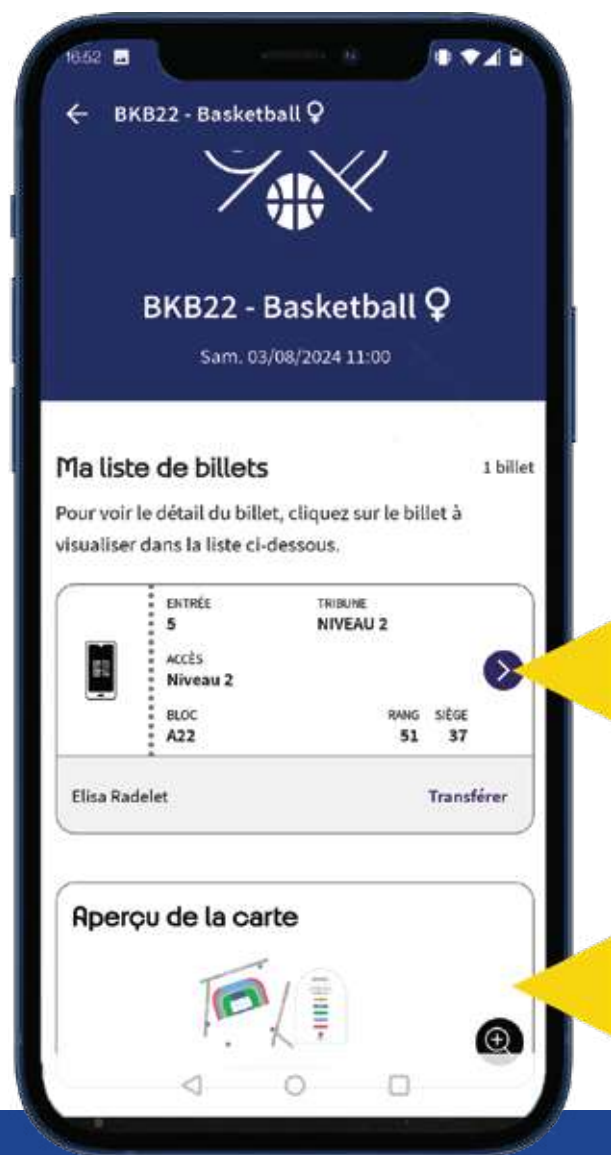 16:52
BKB22 - Basketball ♀
BKB22 - Basketball ♀
Sam. 03/08/2024 11:00
Ma liste de billets
1 billet
Pour voir le détail du billet, cliquez sur le billet à
visualiser dans la liste ci-dessous.
ENTRÉE TRIBUNE
5 NIVEAU 2
ACCÈS
Niveau 2
BLOC RANG SIÈGE
A22 51 37
Elisa Radelet Transférer
Aperçu de la carte